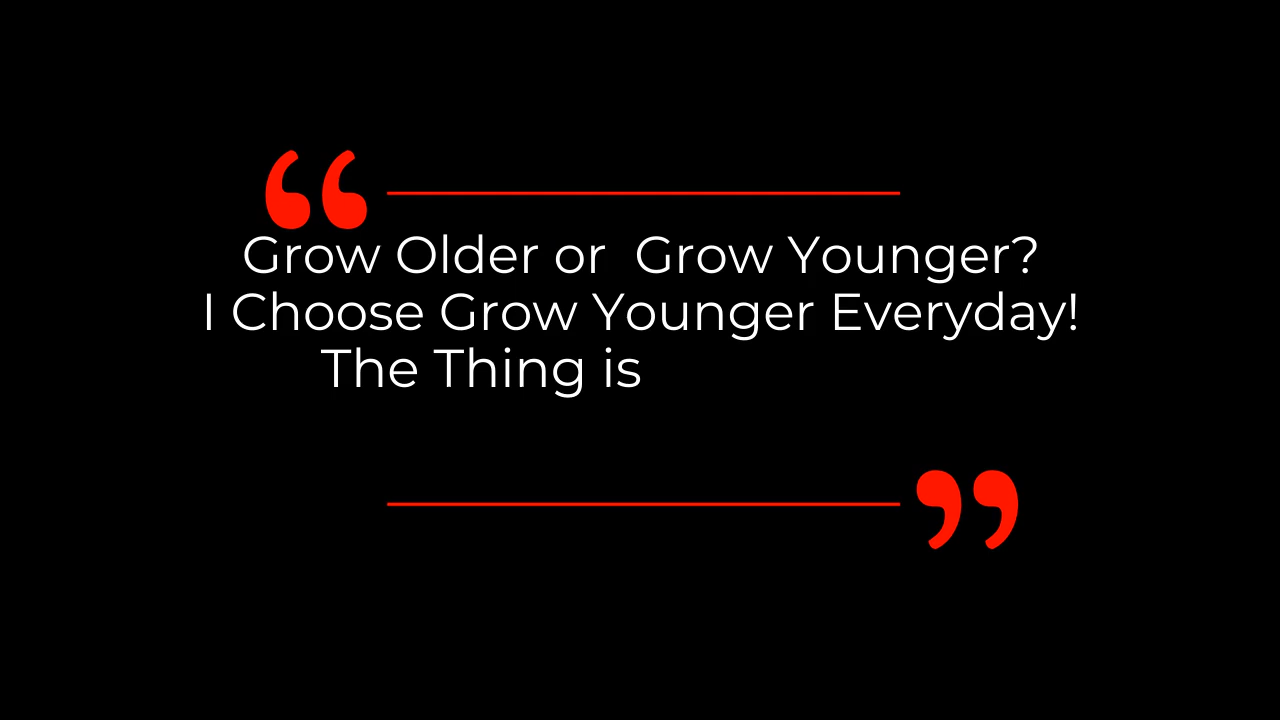 “
Grow Older or  Grow Younger?
I Choose Grow Younger Everyday!
The Thing is
”